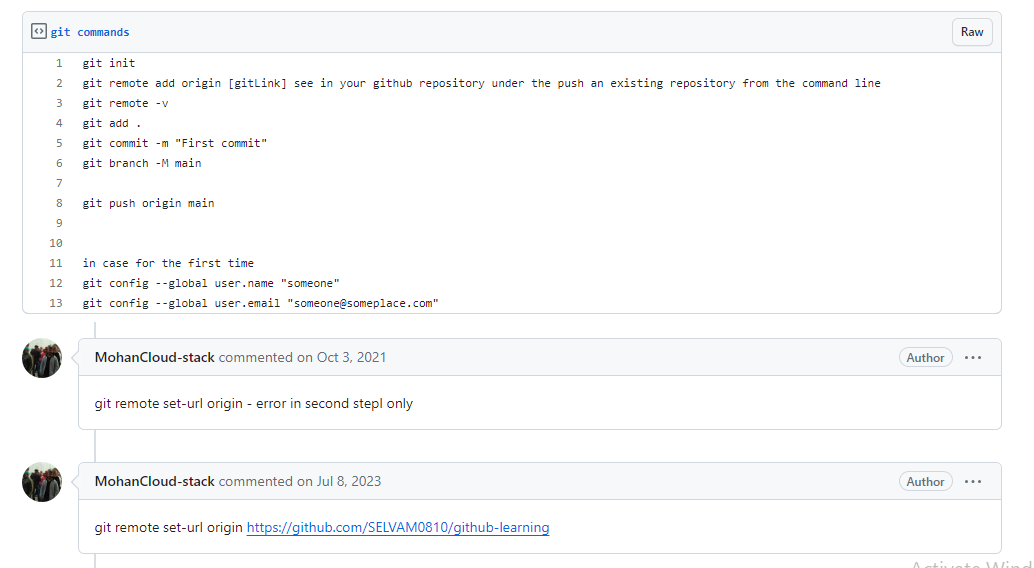 git commands
Raw
1 git init
2 git remote add origin [gitLink] see in your github repository under the push an existing repository from the command line
3 git remote -v
4 git add .
5 git commit -m "First commit"
6 git branch -M main
7
8 git push origin main
9
10
11 in case for the first time
12 git config --global user.name "someone"
13 git config --global user.email "someone@someplace.com"
MohanCloud-stack commented on Oct 3, 2021 Author ...
git remote set-url origin - error in second stepl only
MohanCloud-stack commented on Jul 8, 2023 Author ...
git remote set-url origin https://github.com/SELVAM0810/github-learning